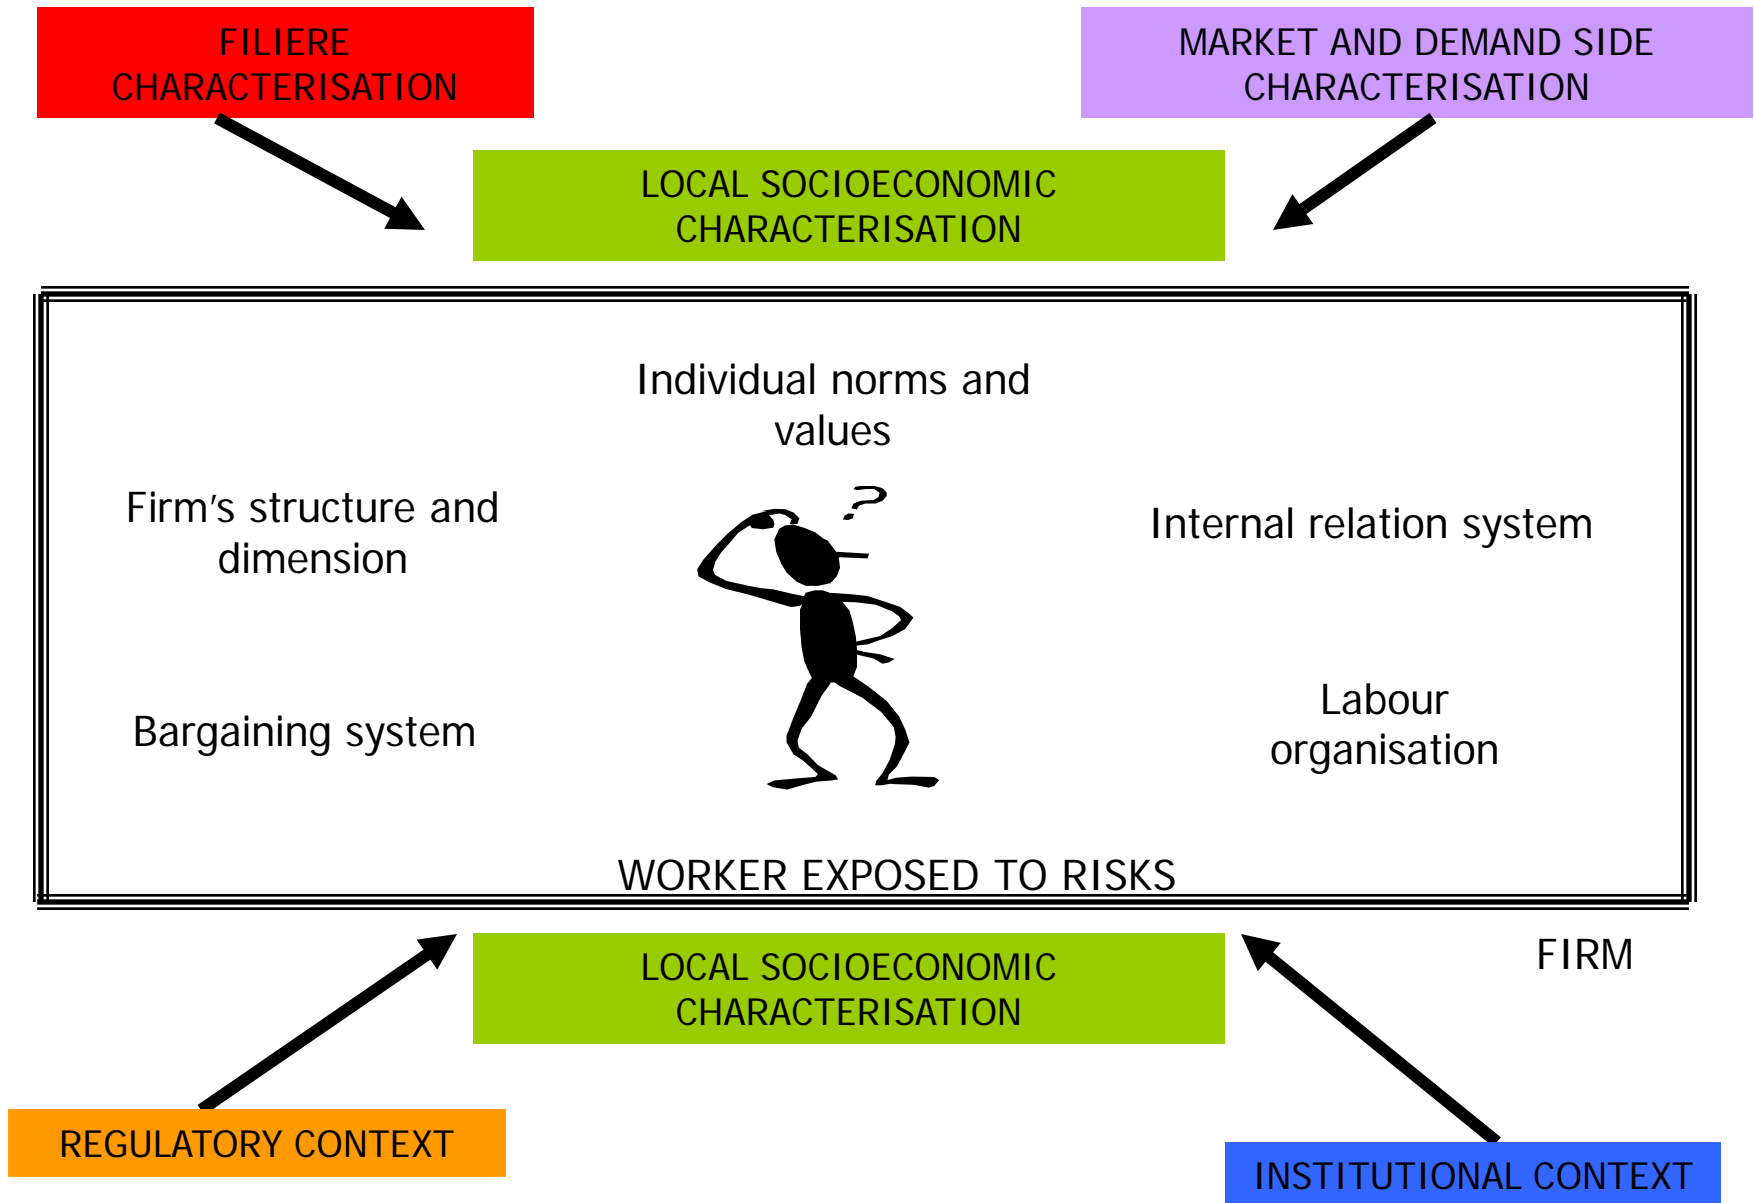 FILIERE
CHARACTERISATION
MARKET AND DEMAND SIDE
CHARACTERISATION
LOCAL SOCIOECONOMIC
CHARACTERISATION
Individual norms and
values
Firm's structure and
dimension
?
Internal relation system
Bargaining system
Labour
organisation
WORKER EXPOSED TO RISKS
FIRM
LOCAL SOCIOECONOMIC
CHARACTERISATION
REGULATORY CONTEXT
INSTITUTIONAL CONTEXT